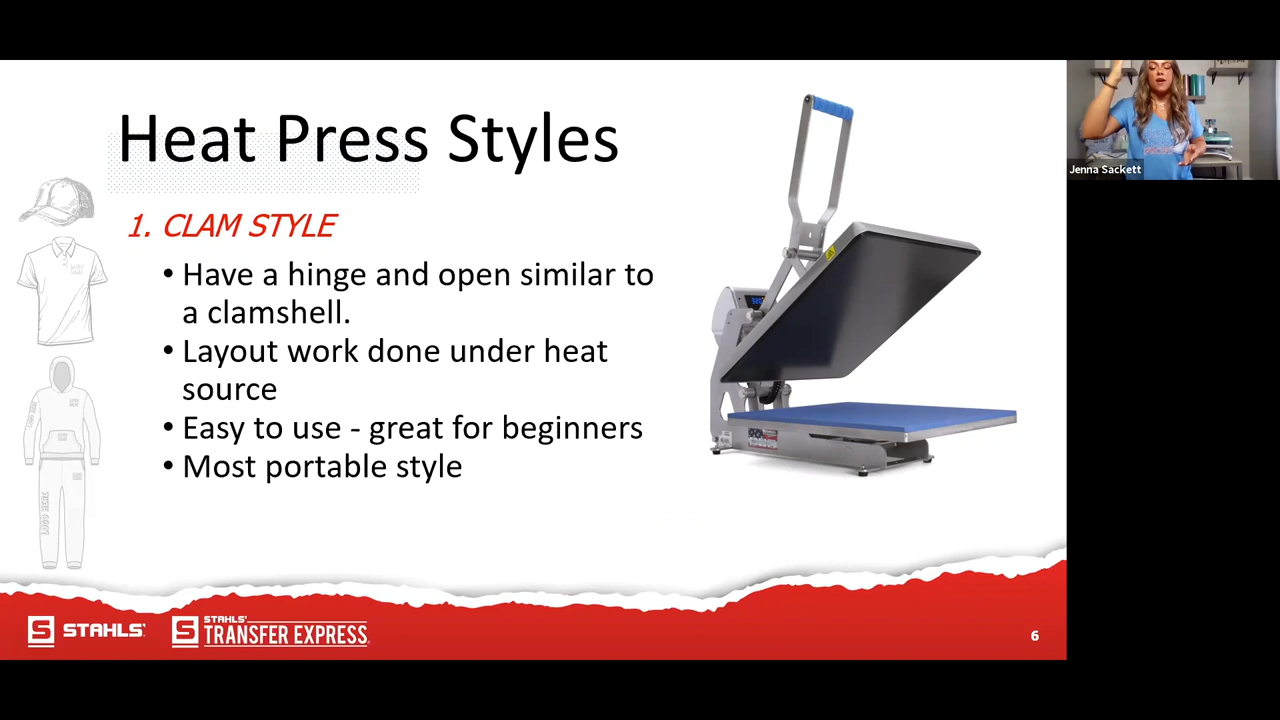 Heat Press Styles
1. CLAM STYLE
• Have a hinge and open similar to
a clamshell.
• Layout work done under heat
source
• Easy to use - great for beginners
• Most portable style
S STAHLS'
S STAHLS'
TRANSFER EXPRESS
6
Jenna Sackett